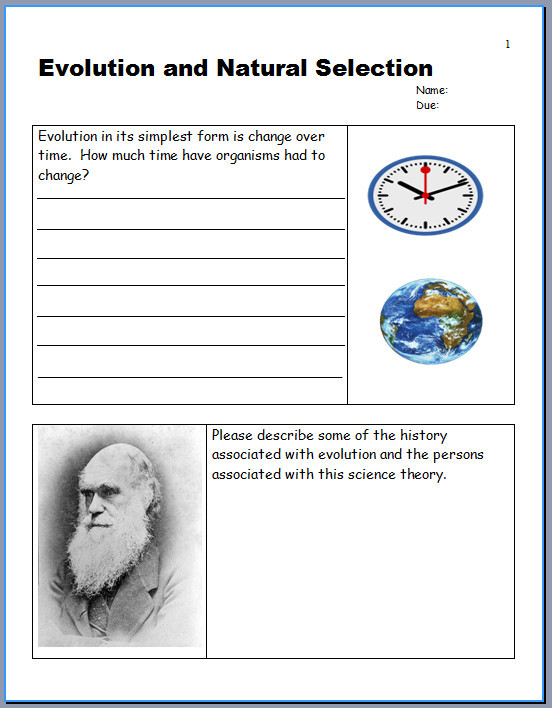 1
Evolution and Natural Selection
Name:
Due:
Evolution in its simplest form is change over
time. How much time have organisms had to
change?
Please describe some of the history
associated with evolution and the persons
associated with this science theory.